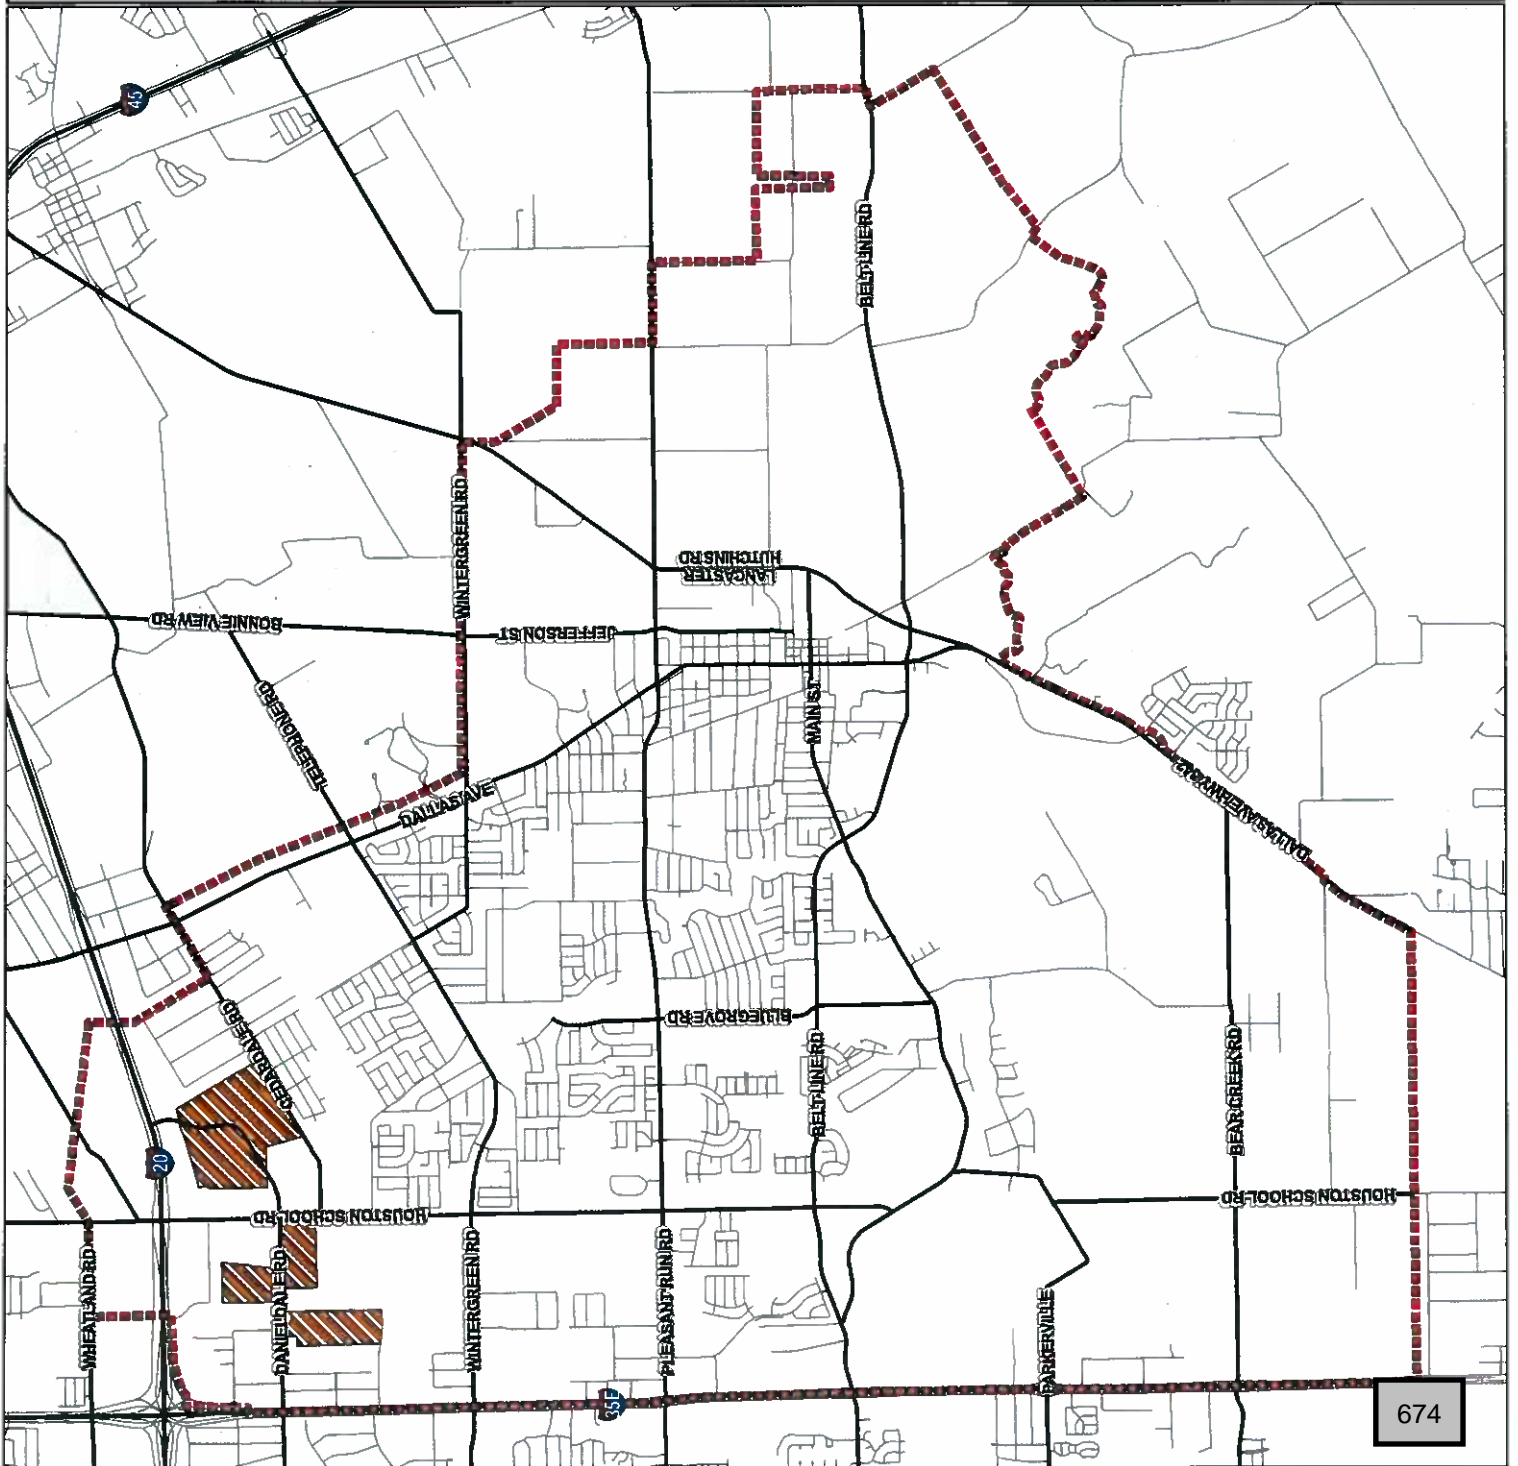 45
BELT LINE RD
WINTERGREEN RD
HUTCHINS RD
LANCASTER
BONNIE VIEW RD
JEFFERSON ST
TELEPHONE RD
MAIN ST
DALLAS AVE
DALLAS AVE/HWY 342
CEDARDALE RD
BLUEGROVE RD
BELT LINE RD
BEAR CREEK RD
20
HOUSTON SCHOOL RD
HOUSTON SCHOOL RD
WHEATLAND RD
DANIELDALE RD
WINTERGREEN RD
PLEASANT RUN RD
PARKERVILLE
35
674